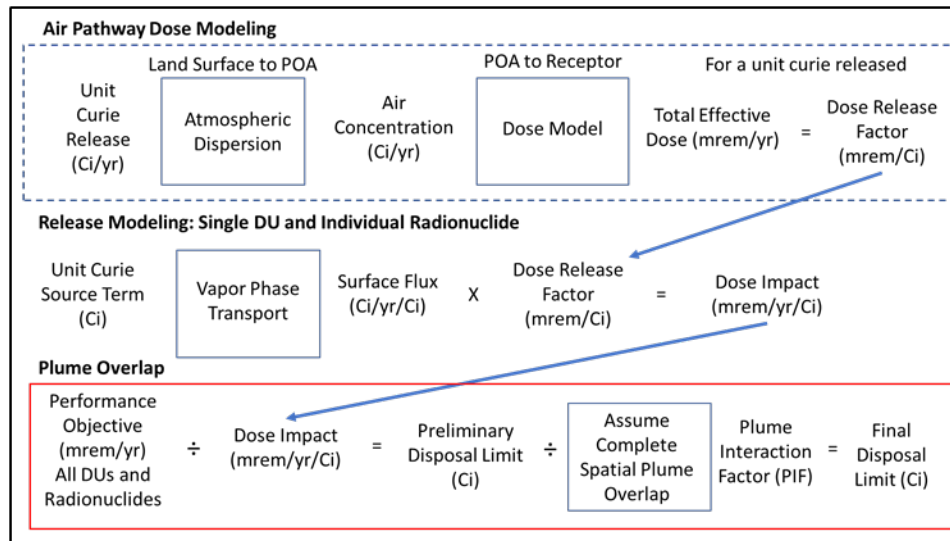 Air Pathway Dose Modeling
Land Surface to POA
POA to Receptor
For a unit curie released
Unit
Curie
Release
(Ci/yr)
Atmospheric
Dispersion
Air
Concentration
(Ci/yr)
Dose Model
Total Effective
Dose (mrem/yr)
=
Dose Release
Factor
(mrem/Ci)
Release Modeling: Single DU and Individual Radionuclide
Unit Curie
Source Term
(Ci)
Vapor Phase
Transport
Surface Flux
(Ci/yr/Ci)
X
Dose Release
Factor
(mrem/Ci)
=
Dose Impact
(mrem/yr/Ci)
Plume Overlap
Performance
Objective
(mrem/yr)
All DUs and
Radionuclides
÷
Dose Impact
(mrem/yr/Ci)
=
Preliminary
Disposal Limit
(Ci)
÷
Assume
Complete
Spatial Plume
Overlap
Plume
Interaction
Factor (PIF)
=
Final
Disposal
Limit (Ci)